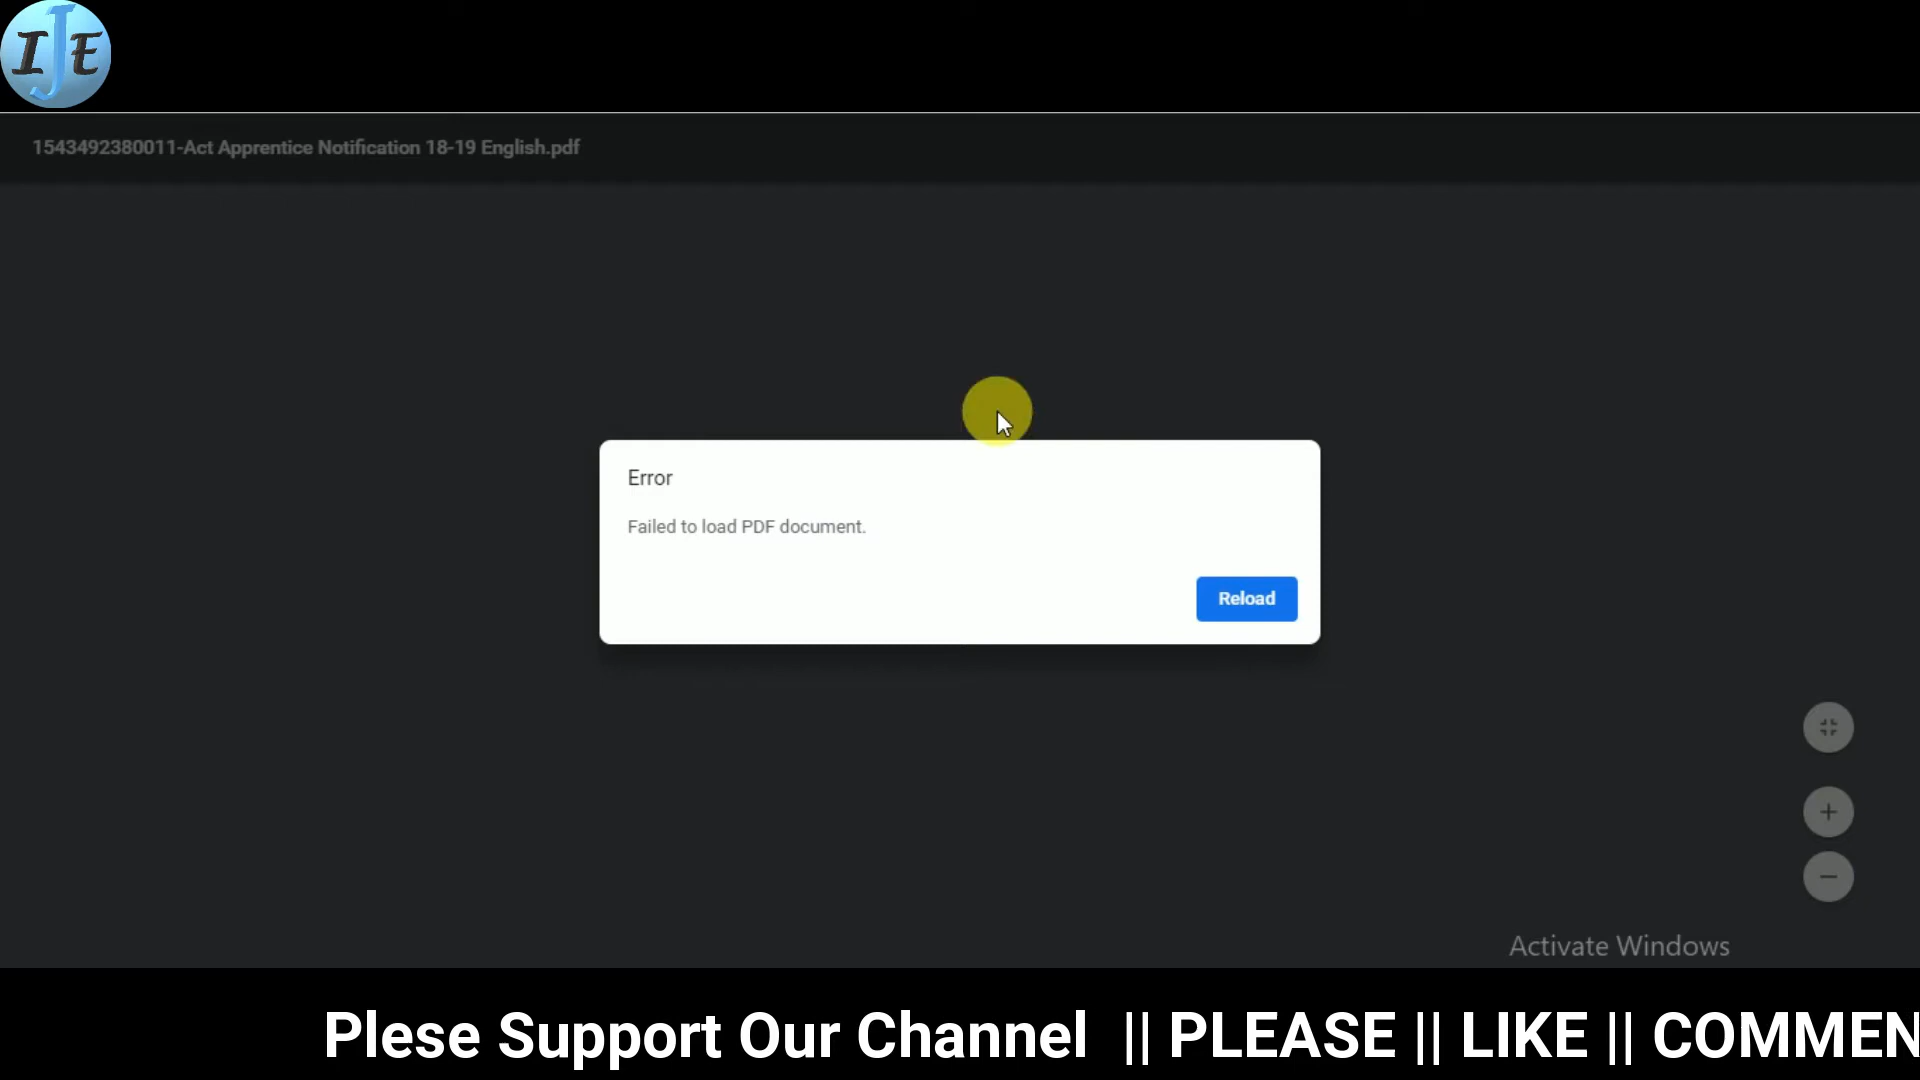 IJE
1543492380011-Act Apprentice Notification 18-19 English.pdf
Error
Failed to load PDF document.
Reload
Activate Windows
Plese Support Our Channel || PLEASE || LIKE || COMMEN